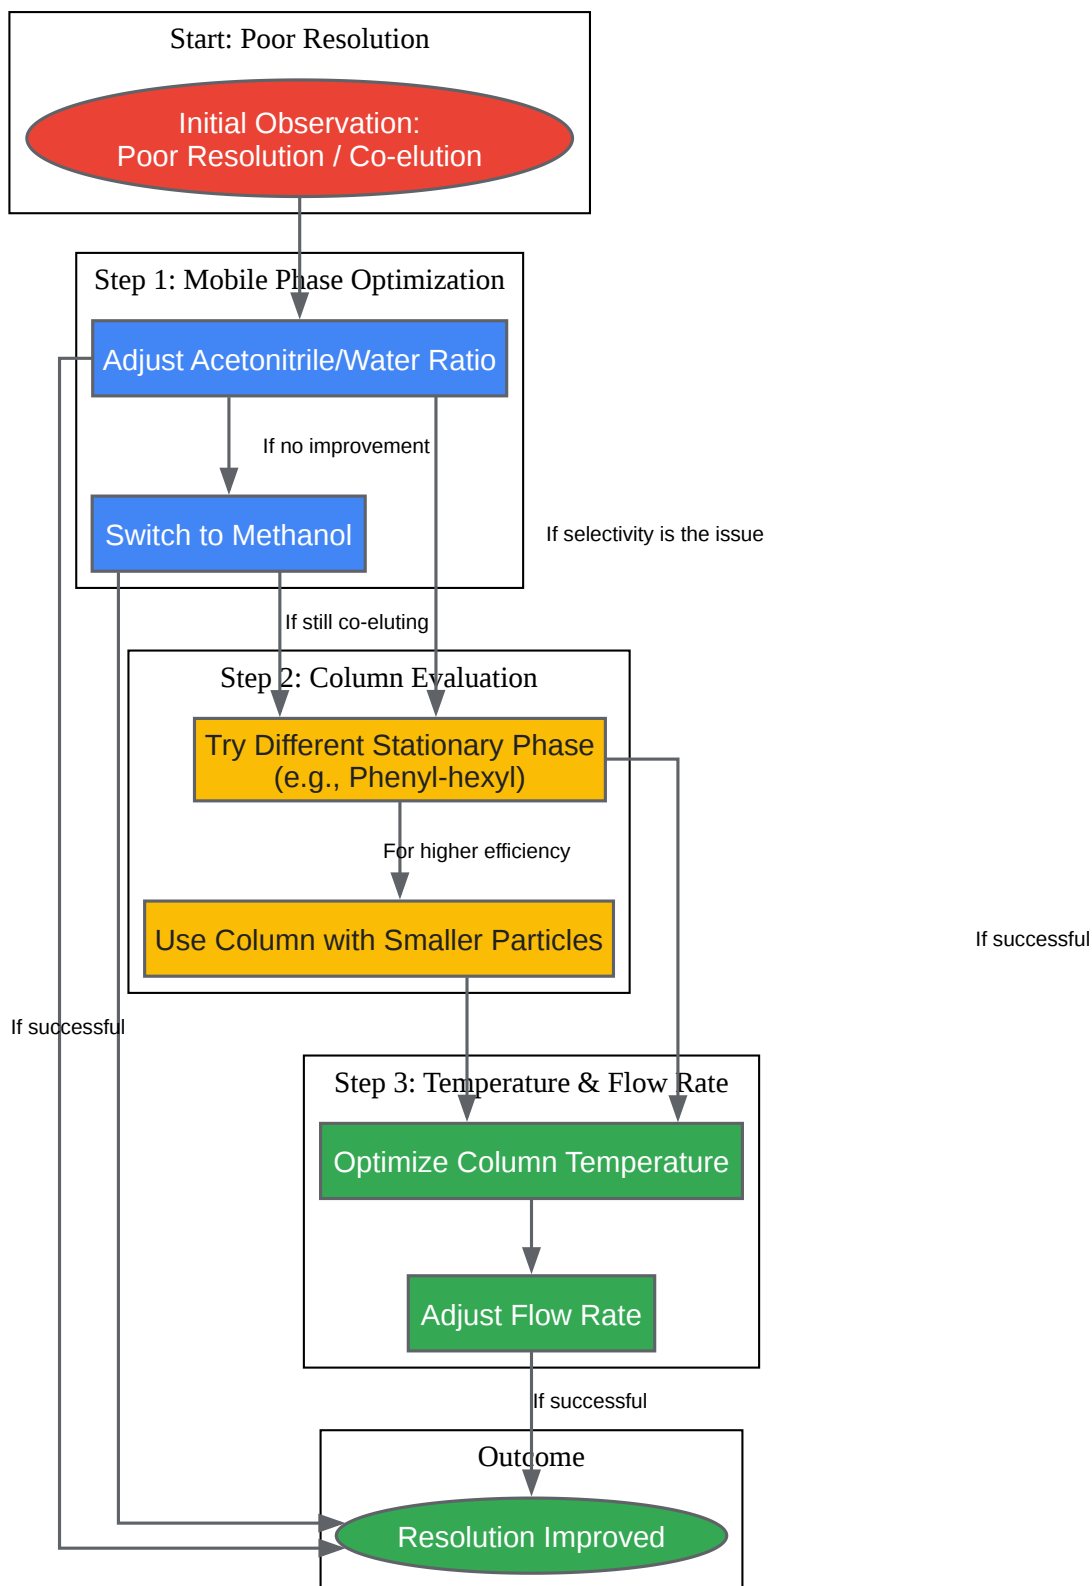 Start: Poor Resolution
Initial Observation:
Poor Resolution / Co-elution
Step 1: Mobile Phase Optimization
Adjust Acetonitrile/Water Ratio
If no improvement
Switch to Methanol
If selectivity is the issue
If still co-eluting
Step 2: Column Evaluation
Try Different Stationary Phase
(e.g., Phenyl-hexyl)
For higher efficiency
Use Column with Smaller Particles
If successful
If successful
Step 3: Temperature & Flow Rate
Optimize Column Temperature
Adjust Flow Rate
If successful
Outcome
Resolution Improved